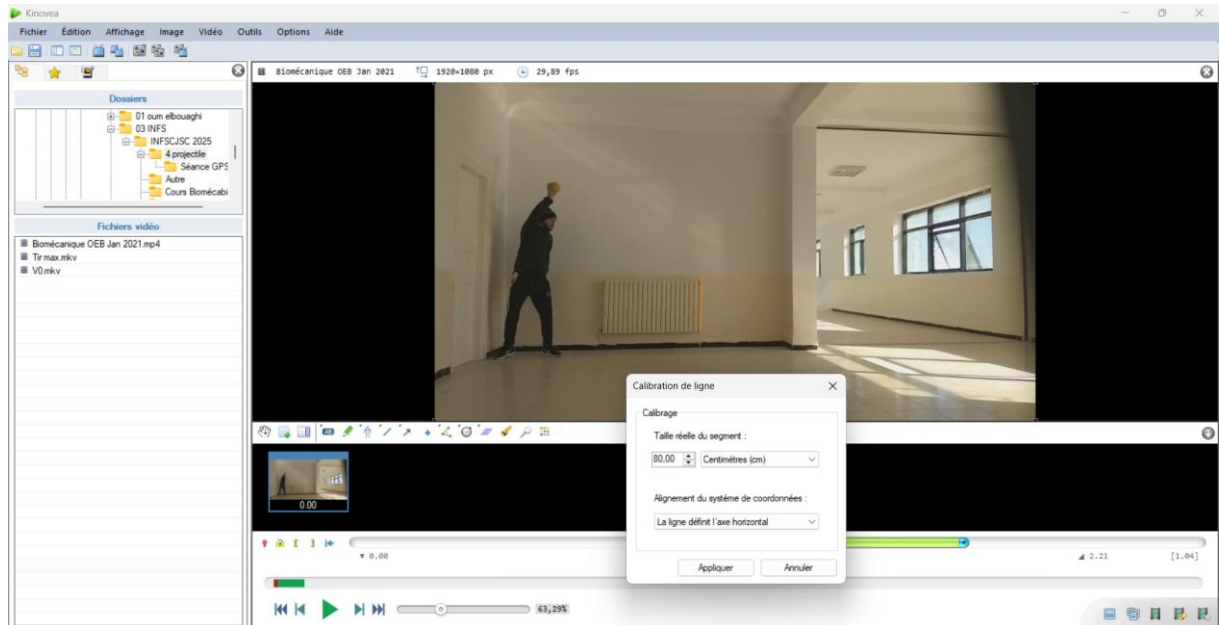 Kinovea
Fichier Édition Affichage Image Vidéo Outils Options Aide
Dossiers
01 oum elbouaghi
03 INFS
INFSCJSC 2025
4 projectile
Séance GPS
Autre
Cours Biomécabi
Fichiers vidéo
Biomécanique OEB Jan 2021.mp4
Tir max.mkv
V0.mkv
Biomécanique OEB Jan 2021 1920×1080 px 29,89 fps
Calibration de ligne
Calibrage
Taille réelle du segment :
80,00 Centimètres (cm)
Alignement du système de coordonnées :
La ligne définit l'axe horizontal
Appliquer Annuler
0.00
▼ 0.00 2.21 [1.04]
63,29%